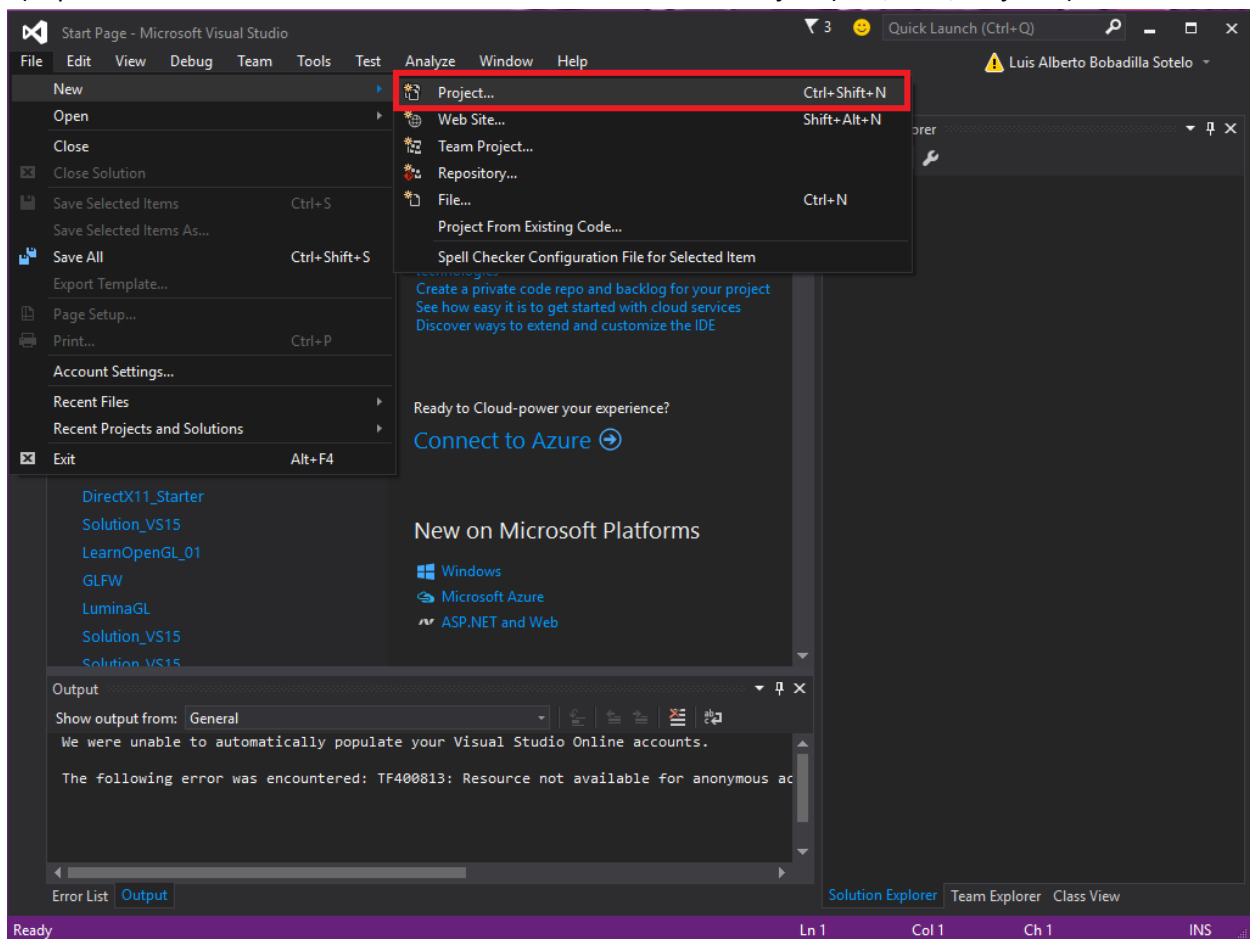 Start Page - Microsoft Visual Studio
3
Quick Launch (Ctrl+Q)
File Edit View Debug Team Tools Test Analyze Window Help
Luis Alberto Bobadilla Sotelo
New
Open
Close
Close Solution
Save Selected Items Ctrl+S
Save Selected Items As...
Save All Ctrl+Shift+S
Export Template...
Page Setup...
Print... Ctrl+P
Account Settings...
Recent Files
Recent Projects and Solutions
Exit Alt+F4
Project... Ctrl+Shift+N
Web Site... Shift+Alt+N
Team Project...
Repository...
File... Ctrl+N
Project From Existing Code...
Spell Checker Configuration File for Selected Item
orer
technologies
Create a private code repo and backlog for your project
See how easy it is to get started with cloud services
Discover ways to extend and customize the IDE
Ready to Cloud-power your experience?
Connect to Azure
DirectX11_Starter
Solution_VS15
LearnOpenGL_01
GLFW
LuminaGL
Solution_VS15
Solution_VS15
New on Microsoft Platforms
Windows
Microsoft Azure
ASP.NET and Web
Output
Show output from: General
We were unable to automatically populate your Visual Studio Online accounts.
The following error was encountered: TF400813: Resource not available for anonymous ac
Error List Output
Solution Explorer Team Explorer Class View
Ready Ln 1 Col 1 Ch 1 INS